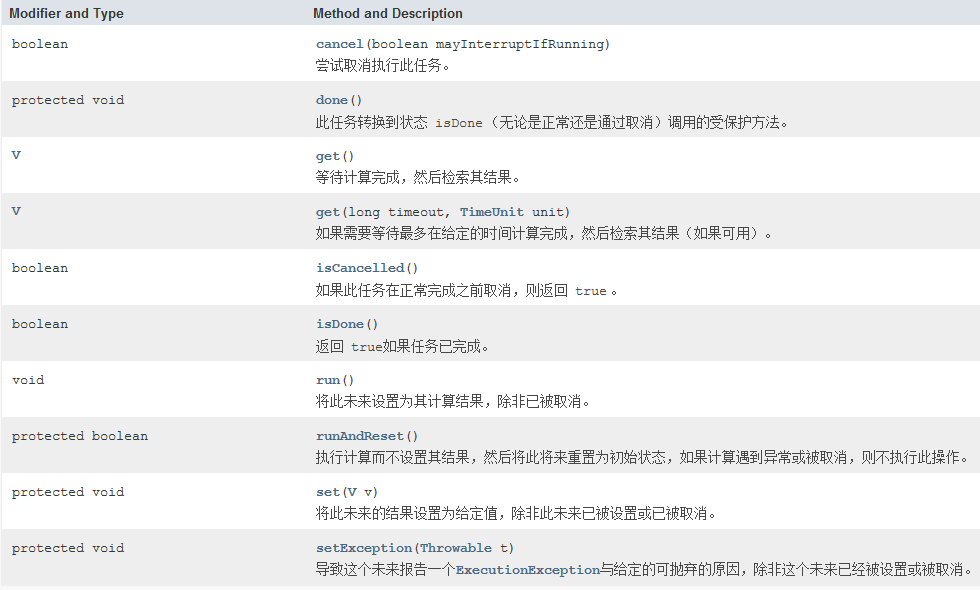 Modifier and Type Method and Description
boolean cancel(boolean mayInterruptIfRunning)
尝试取消执行此任务。
protected void done()
此任务转换到状态 isDone（无论是正常还是通过取消）调用的受保护方法。
V get()
等待计算完成，然后检索其结果。
V get(long timeout, TimeUnit unit)
如果需要等待最多在给定的时间计算完成，然后检索其结果（如果可用）。
boolean isCancelled()
如果此任务在正常完成之前取消，则返回 true 。
boolean isDone()
返回 true如果任务已完成。
void run()
将此未来设置为其计算结果，除非已被取消。
protected boolean runAndReset()
执行计算而不设置其结果，然后将此将来重置为初始状态，如果计算遇到异常或被取消，则不执行此操作。
protected void set(V v)
将此未来的结果设置为给定值，除非此未来已被设置或已被取消。
protected void setException(Throwable t)
导致这个未来报告一个ExecutionException与给定的可抛弃的原因，除非这个未来已经被设置或被取消。